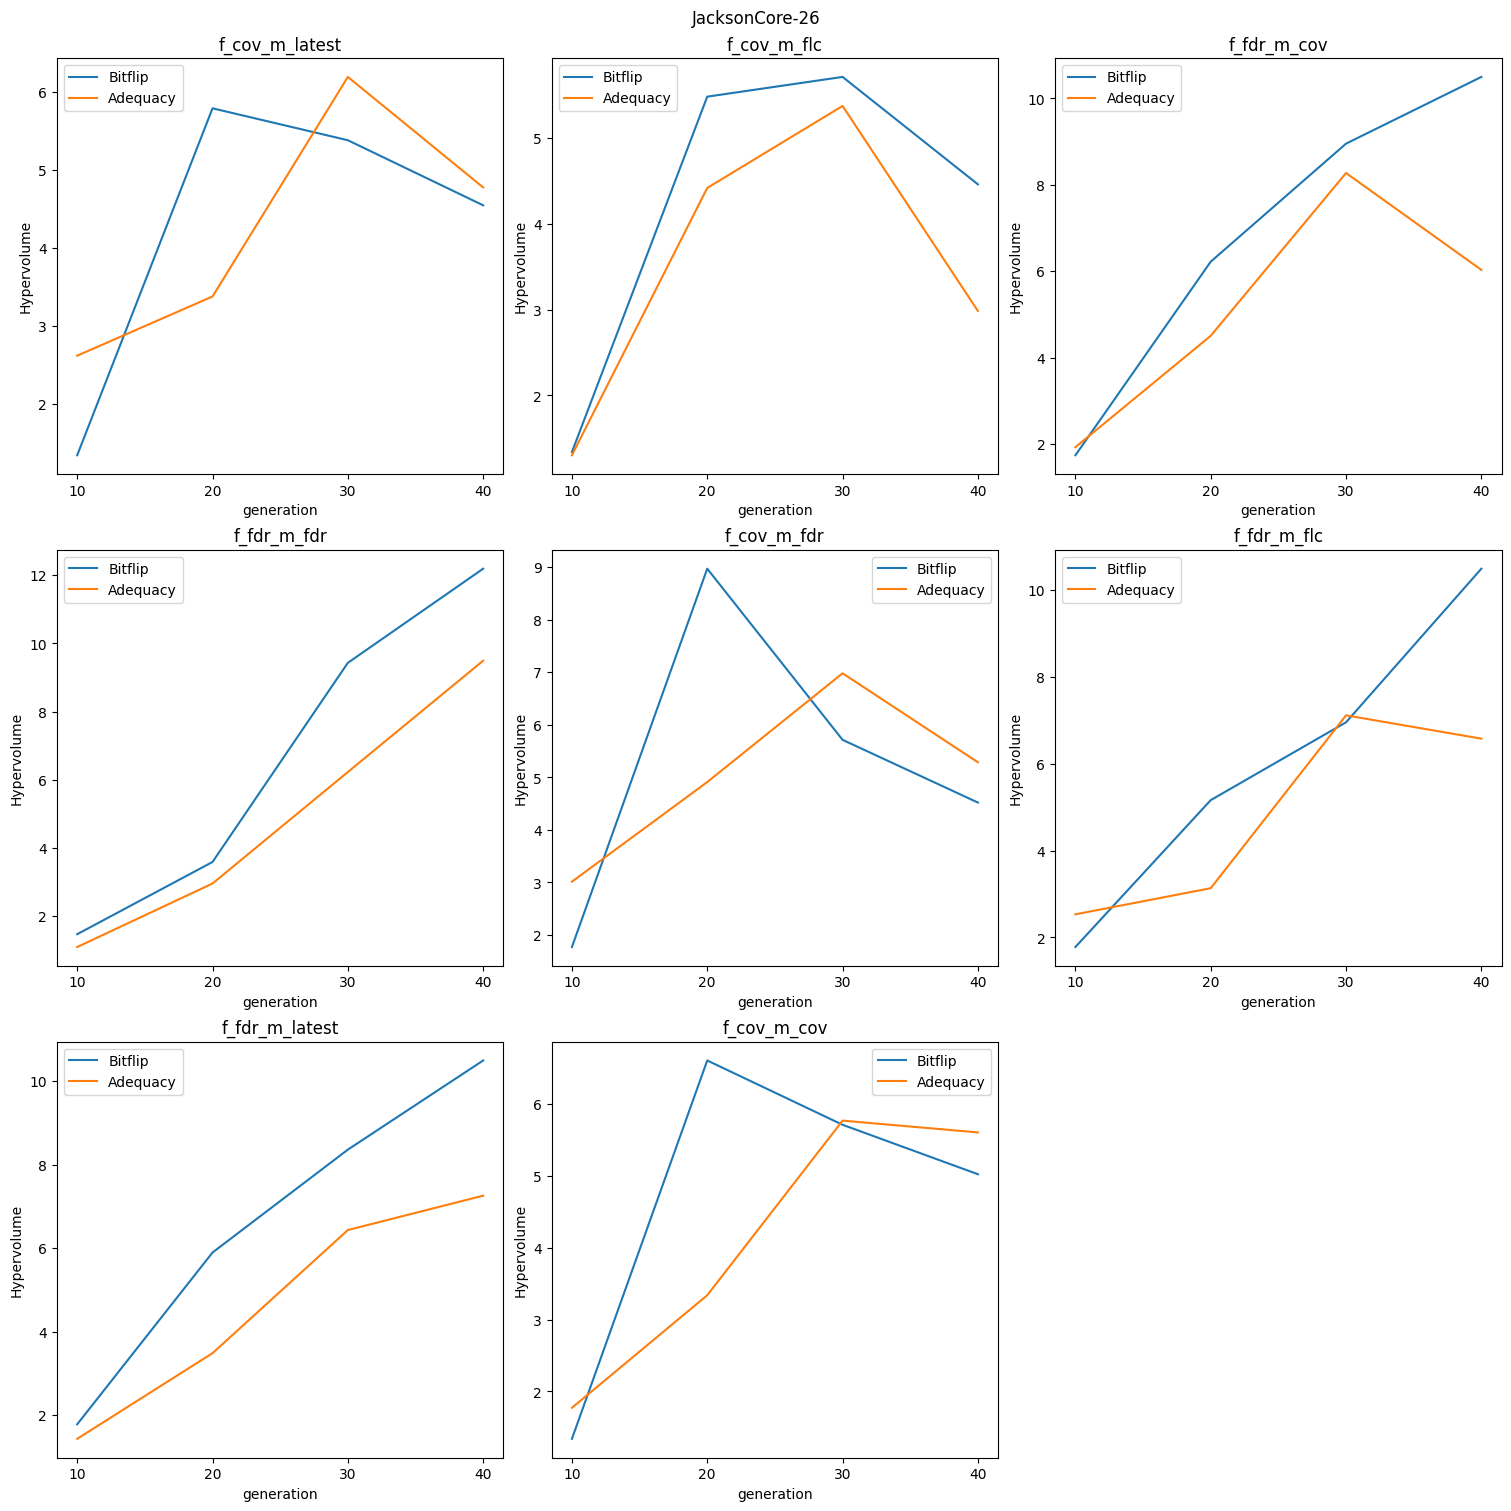 JacksonCore-26
f_cov_m_latest
Bitflip
Adequacy
Hypervolume
6
5
4
3
2
10 20 30 40
generation
f_cov_m_flc
Bitflip
Adequacy
Hypervolume
5
4
3
2
10 20 30 40
generation
f_fdr_m_cov
Bitflip
Adequacy
Hypervolume
10
8
6
4
2
10 20 30 40
generation
f_fdr_m_fdr
Bitflip
Adequacy
Hypervolume
12
10
8
6
4
2
10 20 30 40
generation
f_cov_m_fdr
Bitflip
Adequacy
Hypervolume
9
8
7
6
5
4
3
2
10 20 30 40
generation
f_fdr_m_flc
Bitflip
Adequacy
Hypervolume
10
8
6
4
2
10 20 30 40
generation
f_fdr_m_latest
Bitflip
Adequacy
Hypervolume
10
8
6
4
2
10 20 30 40
generation
f_cov_m_cov
Bitflip
Adequacy
Hypervolume
6
5
4
3
2
10 20 30 40
generation